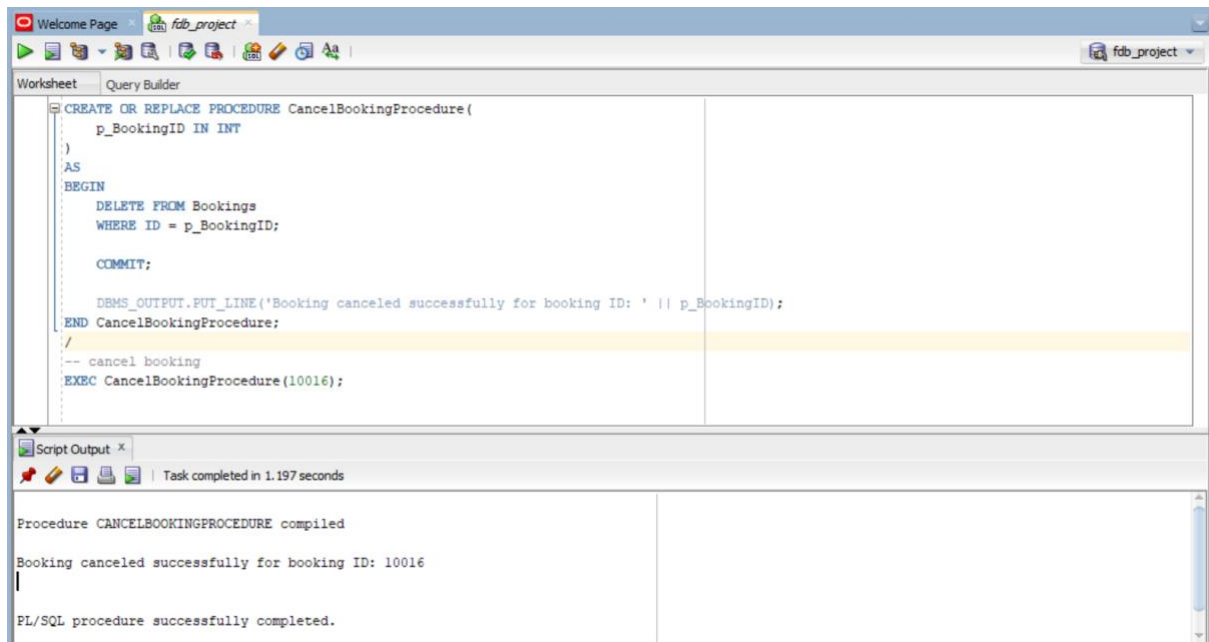 Welcome Page
fdb_project
fdb_project
Worksheet Query Builder
CREATE OR REPLACE PROCEDURE CancelBookingProcedure(
    p_BookingID IN INT
)
AS
BEGIN
    DELETE FROM Bookings
    WHERE ID = p_BookingID;
    COMMIT;
    DBMS_OUTPUT.PUT_LINE('Booking canceled successfully for booking ID: ' || p_BookingID);
END CancelBookingProcedure;
/
-- cancel booking
EXEC CancelBookingProcedure(10016);
Script Output
Task completed in 1.197 seconds
Procedure CANCELBOOKINGPROCEDURE compiled
Booking canceled successfully for booking ID: 10016
PL/SQL procedure successfully completed.